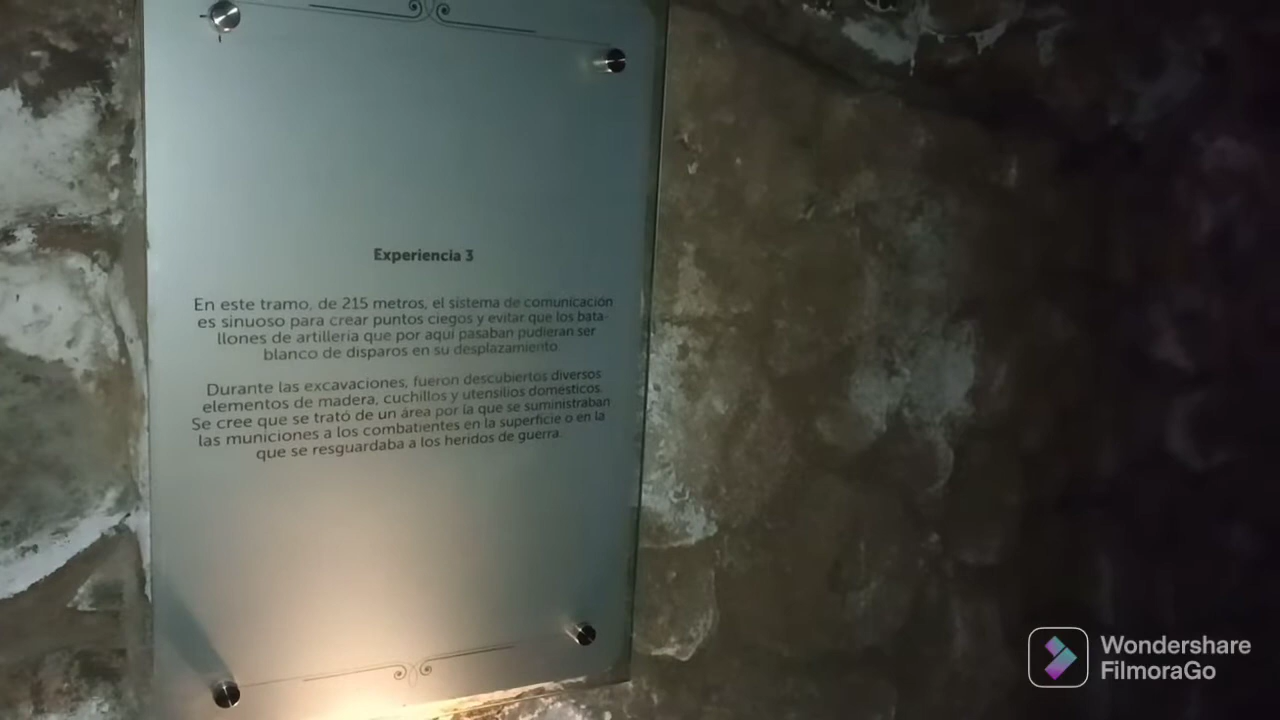 Experiencia 3
En este tramo, de 215 metros, el sistema de comunicación
es sinuoso para crear puntos ciegos y evitar que los bata-
llones de artillería que por aquí pasaban pudieran ser
blanco de disparos en su desplazamiento.
Durante las excavaciones, fueron descubiertos diversos
elementos de madera, cuchillos y utensilios domésticos.
Se cree que se trató de un área por la que se suministraban
las municiones a los combatientes en la superficie o en la
que se resguardaba a los heridos de guerra.
Wondershare
FilmoraGo